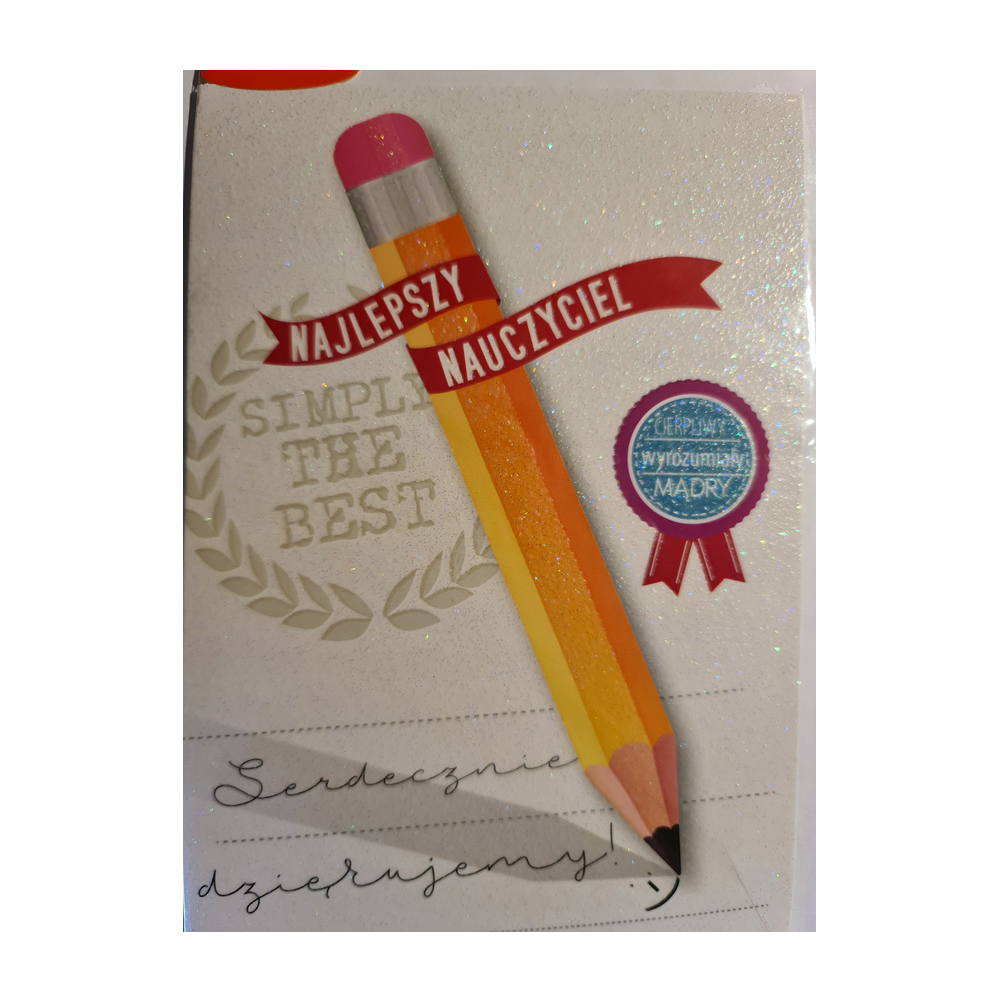 NAJLEPSZY
NAUCZYCIEL
SIMPLY
THE
BEST
CIERPLIWY
wyrozumiały
MĄDRY
Serdecznie
dziękujemy!